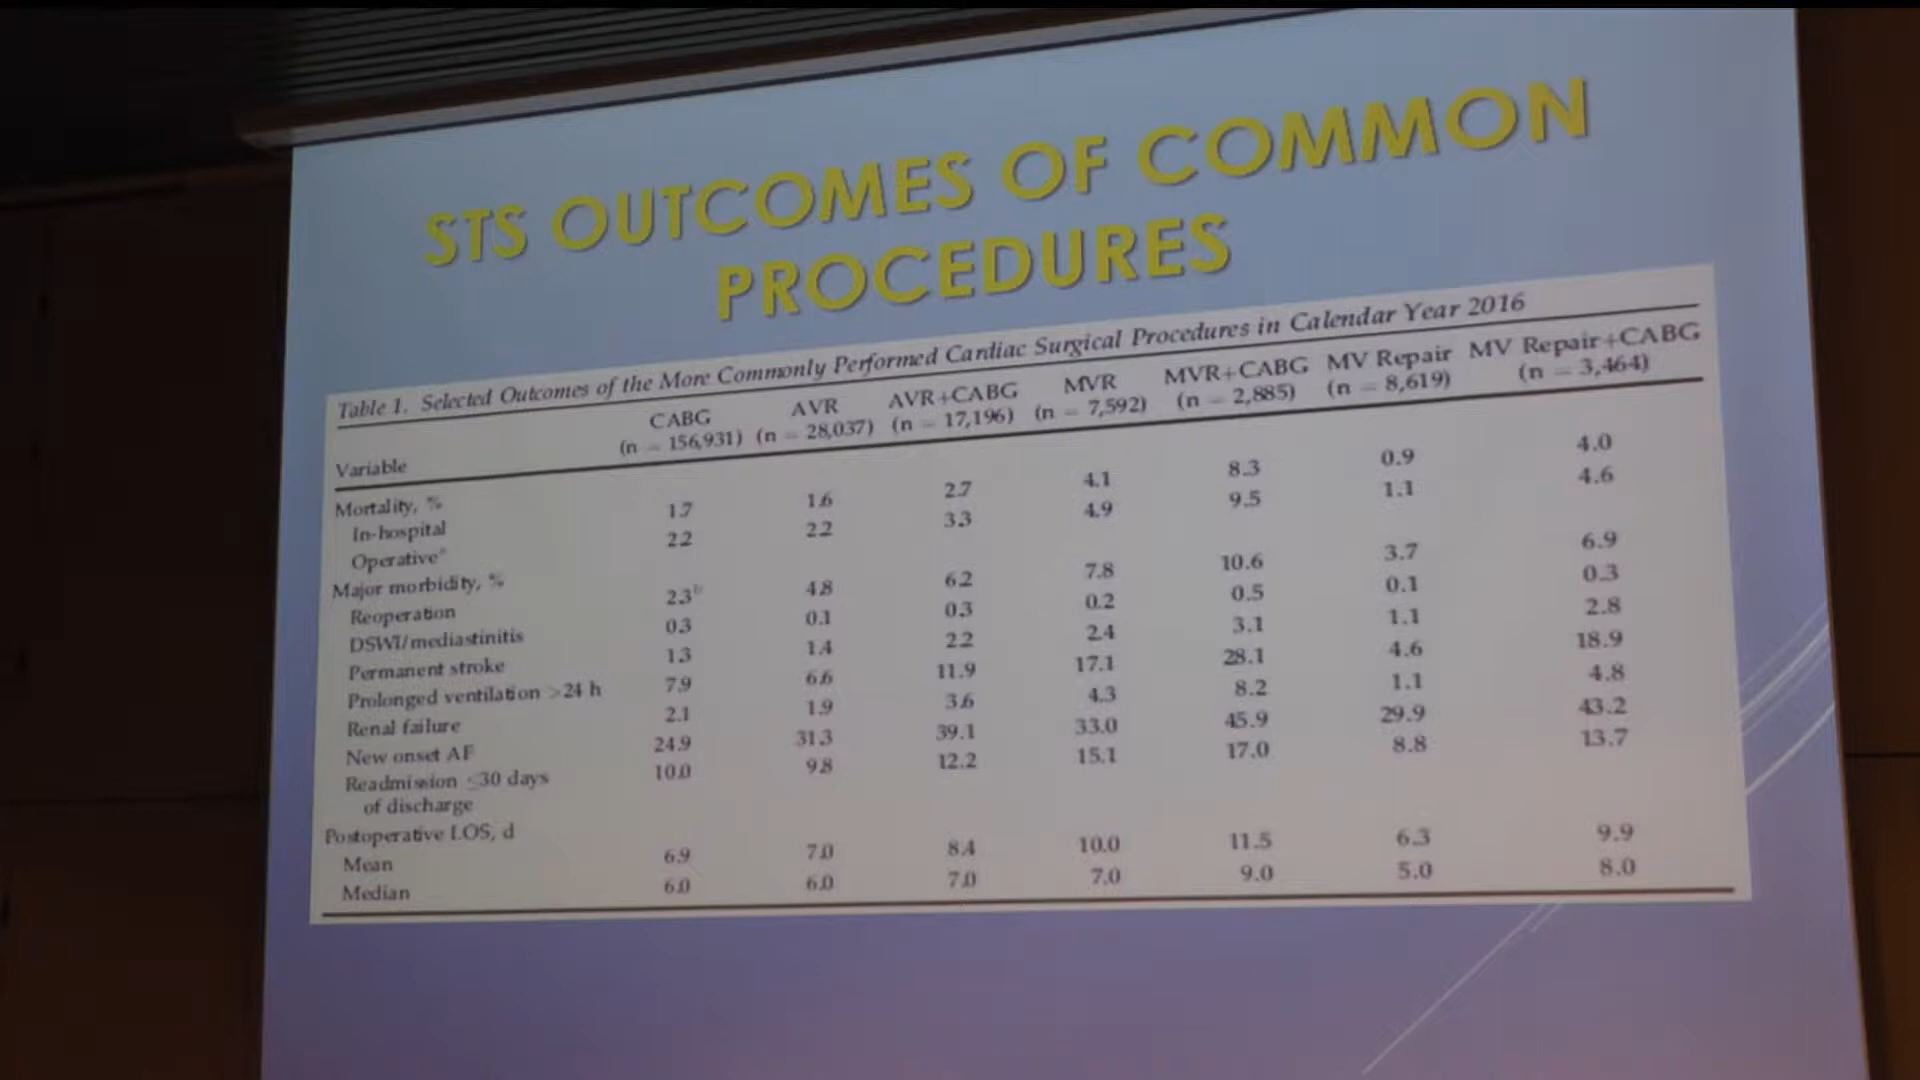 STS OUTCOMES OF COMMON
PROCEDURES
Table 1. Selected Outcomes of the More Commonly Performed Cardiac Surgical Procedures in Calendar Year 2016
CABG AVR AVR+CABG MVR MVR+CABG MV Repair MV Repair+CABG
Variable (n = 156,931) (n = 28,037) (n = 17,196) (n = 7,592) (n = 2,885) (n = 8,619) (n = 3,464)
Mortality, %
In-hospital 1.7 1.6 2.7 4.1 8.3 0.9 4.0
Operativeᵃ 2.2 2.2 3.3 4.9 9.5 1.1 4.6
Major morbidity, %
Reoperation 2.3ᵇ 4.8 6.2 7.8 10.6 3.7 6.9
DSWI/mediastinitis 0.3 0.1 0.3 0.2 0.5 0.1 0.3
Permanent stroke 1.3 1.4 2.2 2.4 3.1 1.1 2.8
Prolonged ventilation >24 h 7.9 6.6 11.9 17.1 28.1 4.6 18.9
Renal failure 2.1 1.9 3.6 4.3 8.2 1.1 4.8
New onset AF 24.9 31.3 39.1 33.0 45.9 29.9 43.2
Readmission ≤30 days 10.0 9.8 12.2 15.1 17.0 8.8 13.7
of discharge
Postoperative LOS, d
Mean 6.9 7.0 8.4 10.0 11.5 6.3 9.9
Median 6.0 6.0 7.0 7.0 9.0 5.0 8.0